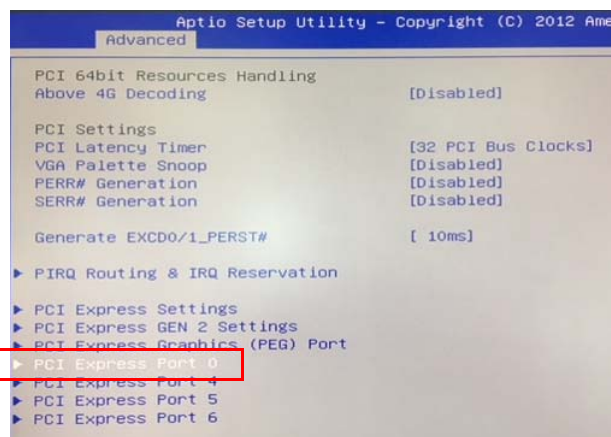 Aptio Setup Utility – Copyright (C) 2012 Ame
Advanced
PCI 64bit Resources Handling
Above 4G Decoding [Disabled]
PCI Settings
PCI Latency Timer [32 PCI Bus Clocks]
VGA Palette Snoop [Disabled]
PERR# Generation [Disabled]
SERR# Generation [Disabled]
Generate EXCD0/1_PERST# [ 10ms]
▶ PIRQ Routing & IRQ Reservation
▶ PCI Express Settings
▶ PCI Express GEN 2 Settings
▶ PCI Express Graphics (PEG) Port
▶ PCI Express Port 0
▶ PCI Express Port 4
▶ PCI Express Port 5
▶ PCI Express Port 6